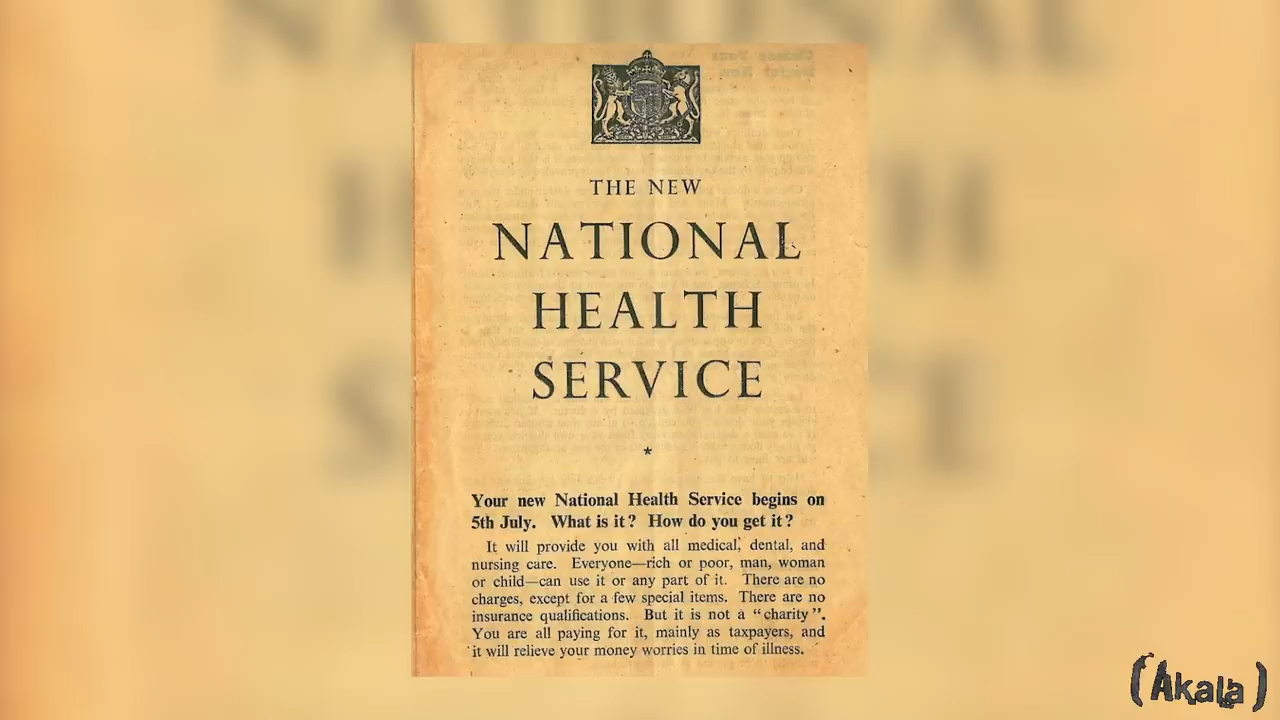 THE NEW
NATIONAL
HEALTH
SERVICE
Your new National Health Service begins on
5th July. What is it? How do you get it?
It will provide you with all medical, dental, and
nursing care. Everyone—rich or poor, man, woman
or child—can use it or any part of it. There are no
charges, except for a few special items. There are no
insurance qualifications. But it is not a "charity".
You are all paying for it, mainly as taxpayers, and
it will relieve your money worries in time of illness.
(Akala)